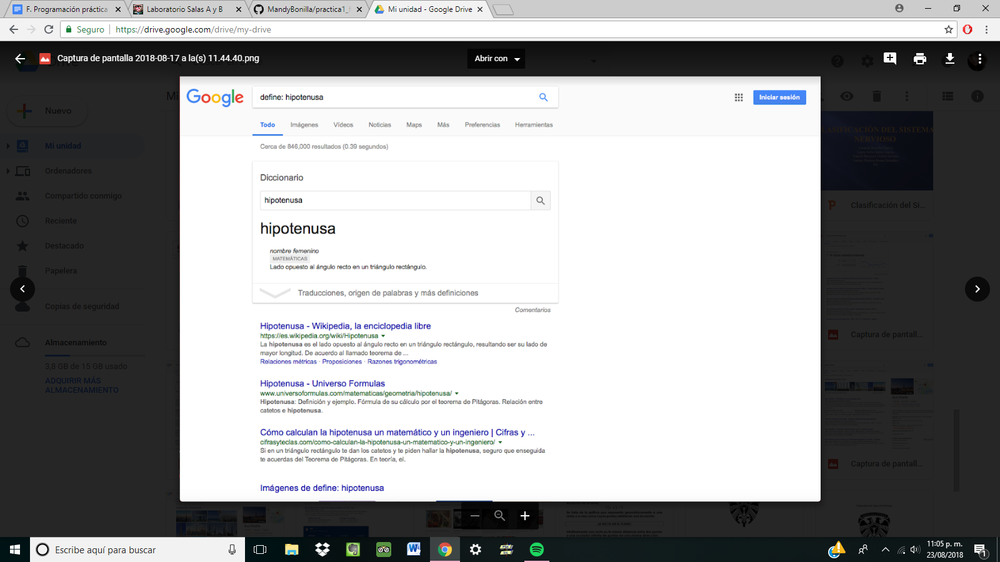 F. Programación práctica
Laboratorio Salas A y B
MandyBonilla/practica1_f
Mi unidad - Google Drive
Seguro
https://drive.google.com/drive/my-drive
Captura de pantalla 2018-08-17 a la(s) 11.44.40.png
Abrir con
Nuevo
Mi unidad
Ordenadores
Compartido conmigo
Reciente
Destacado
Papelera
Copias de seguridad
Almacenamiento
3,8 GB de 15 GB usado
ADQUIRIR MÁS
ALMACENAMIENTO
Google
define: hipotenusa
Iniciar sesión
Todo Imágenes Vídeos Noticias Maps Más Preferencias Herramientas
Cerca de 846,000 resultados (0.39 segundos)
Diccionario
hipotenusa
hipotenusa
nombre femenino
MATEMÁTICAS
Lado opuesto al ángulo recto en un triángulo rectángulo.
Traducciones, origen de palabras y más definiciones
Comentarios
Hipotenusa - Wikipedia, la enciclopedia libre
https://es.wikipedia.org/wiki/Hipotenusa
La hipotenusa es el lado opuesto al ángulo recto en un triángulo rectángulo, resultando ser su lado de
mayor longitud. De acuerdo al llamado teorema de ...
Relaciones métricas · Proposiciones · Razones trigonométricas
Hipotenusa - Universo Formulas
www.universoformulas.com/matematicas/geometria/hipotenusa/
Hipotenusa: Definición y ejemplo. Fórmula de su cálculo por el teorema de Pitágoras. Relación entre
catetos e hipotenusa.
Cómo calculan la hipotenusa un matemático y un ingeniero | Cifras y ...
cifrasyteclas.com/como-calculan-la-hipotenusa-un-matematico-y-un-ingeniero/
Si en un triángulo rectángulo te dan los catetos y te piden hallar la hipotenusa, seguro que enseguida
te acuerdas del Teorema de Pitágoras. En teoría, el.
Imágenes de define: hipotenusa
CLASIFICACIÓN DEL SISTEMA
NERVIOSO
Clasificación del Si...
Captura de pantall...
Captura de pantall...
Escribe aquí para buscar
11:05 p. m.
23/08/2018
1